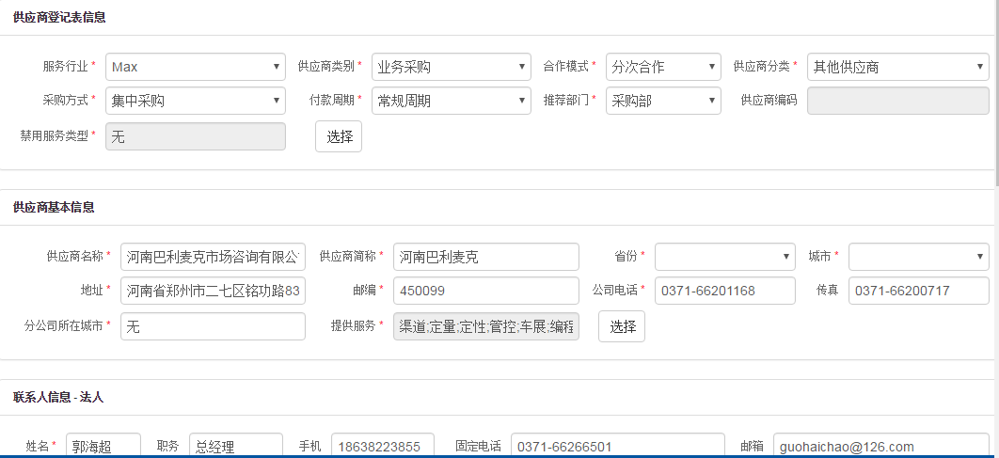 供应商登记表信息
服务行业 * Max 供应商类别 * 业务采购 合作模式 * 分次合作 供应商分类 * 其他供应商
采购方式 * 集中采购 付款周期 * 常规周期 推荐部门 * 采购部 供应商编码
禁用服务类型 * 无 选择
供应商基本信息
供应商名称 * 河南巴利麦克市场咨询有限公 供应商简称 * 河南巴利麦克 省份 * 城市 *
地址 * 河南省郑州市二七区铭功路83 邮编 * 450099 公司电话 * 0371-66201168 传真 0371-66200717
分公司所在城市 * 无 提供服务 * 渠道;定量;定性;管控;车展;编程 选择
联系人信息 - 法人
姓名 * 郭海超 职务 总经理 手机 18638223855 固定电话 0371-66266501 邮箱 guohaichao@126.com